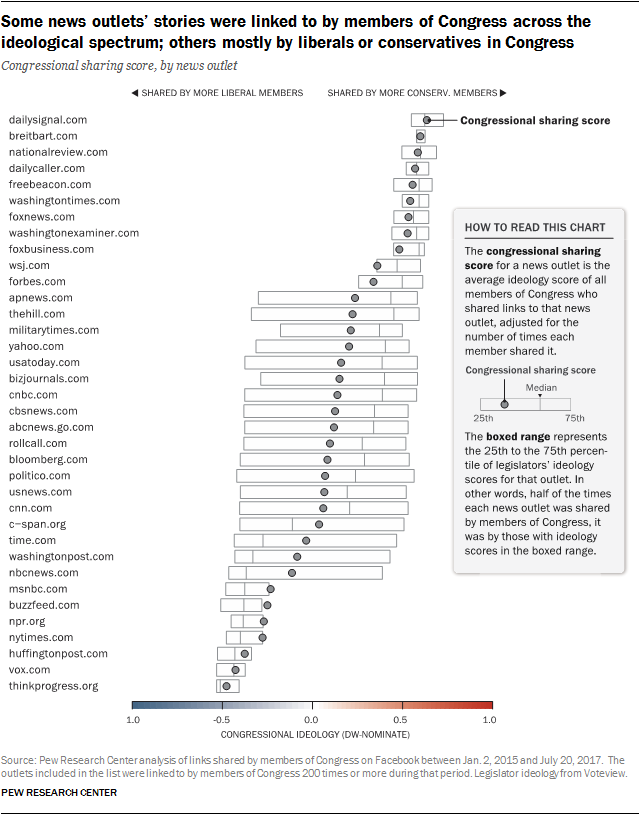 Some news outlets’ stories were linked to by members of Congress across the
ideological spectrum; others mostly by liberals or conservatives in Congress
Congressional sharing score, by news outlet
◀ SHARED BY MORE LIBERAL MEMBERS SHARED BY MORE CONSERV. MEMBERS ▶
dailysignal.com
Congressional sharing score
breitbart.com
nationalreview.com
dailycaller.com
freebeacon.com
washingtontimes.com
foxnews.com
washingtonexaminer.com
foxbusiness.com
wsj.com
forbes.com
apnews.com
thehill.com
militarytimes.com
yahoo.com
usatoday.com
bizjournals.com
cnbc.com
cbsnews.com
abcnews.go.com
rollcall.com
bloomberg.com
politico.com
usnews.com
cnn.com
c–span.org
time.com
washingtonpost.com
nbcnews.com
msnbc.com
buzzfeed.com
npr.org
nytimes.com
huffingtonpost.com
vox.com
thinkprogress.org
HOW TO READ THIS CHART
The congressional sharing
score for a news outlet is the
average ideology score of all
members of Congress who
shared links to that news
outlet, adjusted for the
number of times each
member shared it.
Congressional sharing score
Median
25th 75th
The boxed range represents
the 25th to the 75th percen-
tile of legislators’ ideology
scores for that outlet. In
other words, half of the times
each news outlet was shared
by members of Congress, it
was by those with ideology
scores in the boxed range.
1.0 -0.5 0.0 0.5 1.0
CONGRESSIONAL IDEOLOGY (DW-NOMINATE)
Source: Pew Research Center analysis of links shared by members of Congress on Facebook between Jan. 2, 2015 and July 20, 2017. The
outlets included in the list were linked to by members of Congress 200 times or more during that period. Legislator ideology from Voteview.
PEW RESEARCH CENTER